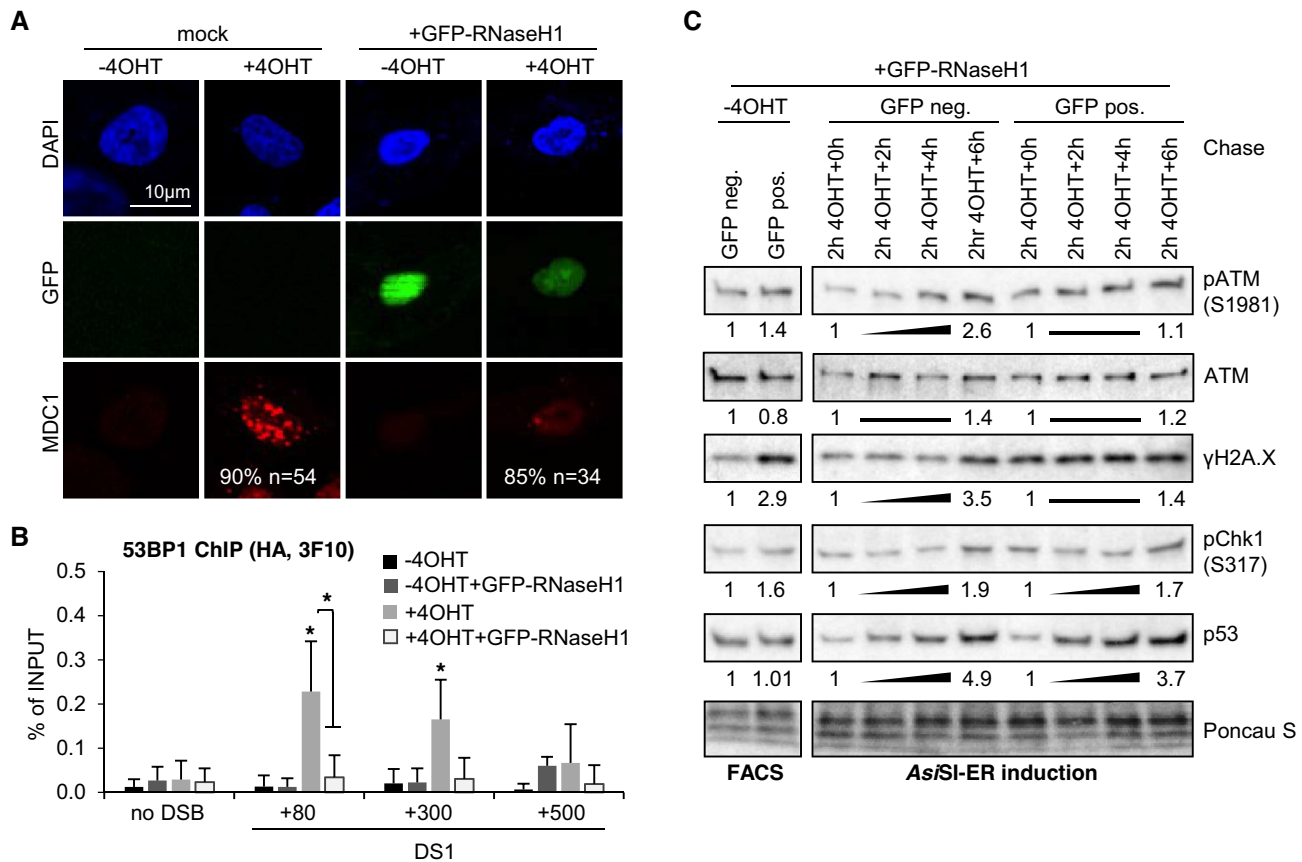 A
mock
+GFP-RNaseH1
-4OHT
+4OHT
-4OHT
+4OHT
DAPI
10μm
GFP
MDC1
90% n=54
85% n=34
B
53BP1 ChIP (HA, 3F10)
-4OHT
-4OHT+GFP-RNaseH1
+4OHT
+4OHT+GFP-RNaseH1
*
*
*
% of INPUT
0.5
0.4
0.3
0.2
0.1
0.0
no DSB
+80
+300
+500
DS1
C
+GFP-RNaseH1
-4OHT
GFP neg.
GFP pos.
Chase
GFP neg.
GFP pos.
2h 4OHT+0h
2h 4OHT+2h
2h 4OHT+4h
2hr 4OHT+6h
2h 4OHT+0h
2h 4OHT+2h
2h 4OHT+4h
2h 4OHT+6h
pATM
(S1981)
1 1.4 1 2.6 1 1.1
ATM
1 0.8 1 1.4 1 1.2
γH2A.X
1 2.9 1 3.5 1 1.4
pChk1
(S317)
1 1.6 1 1.9 1 1.7
p53
1 1.01 1 4.9 1 3.7
Poncau S
FACS
AsiSI-ER induction